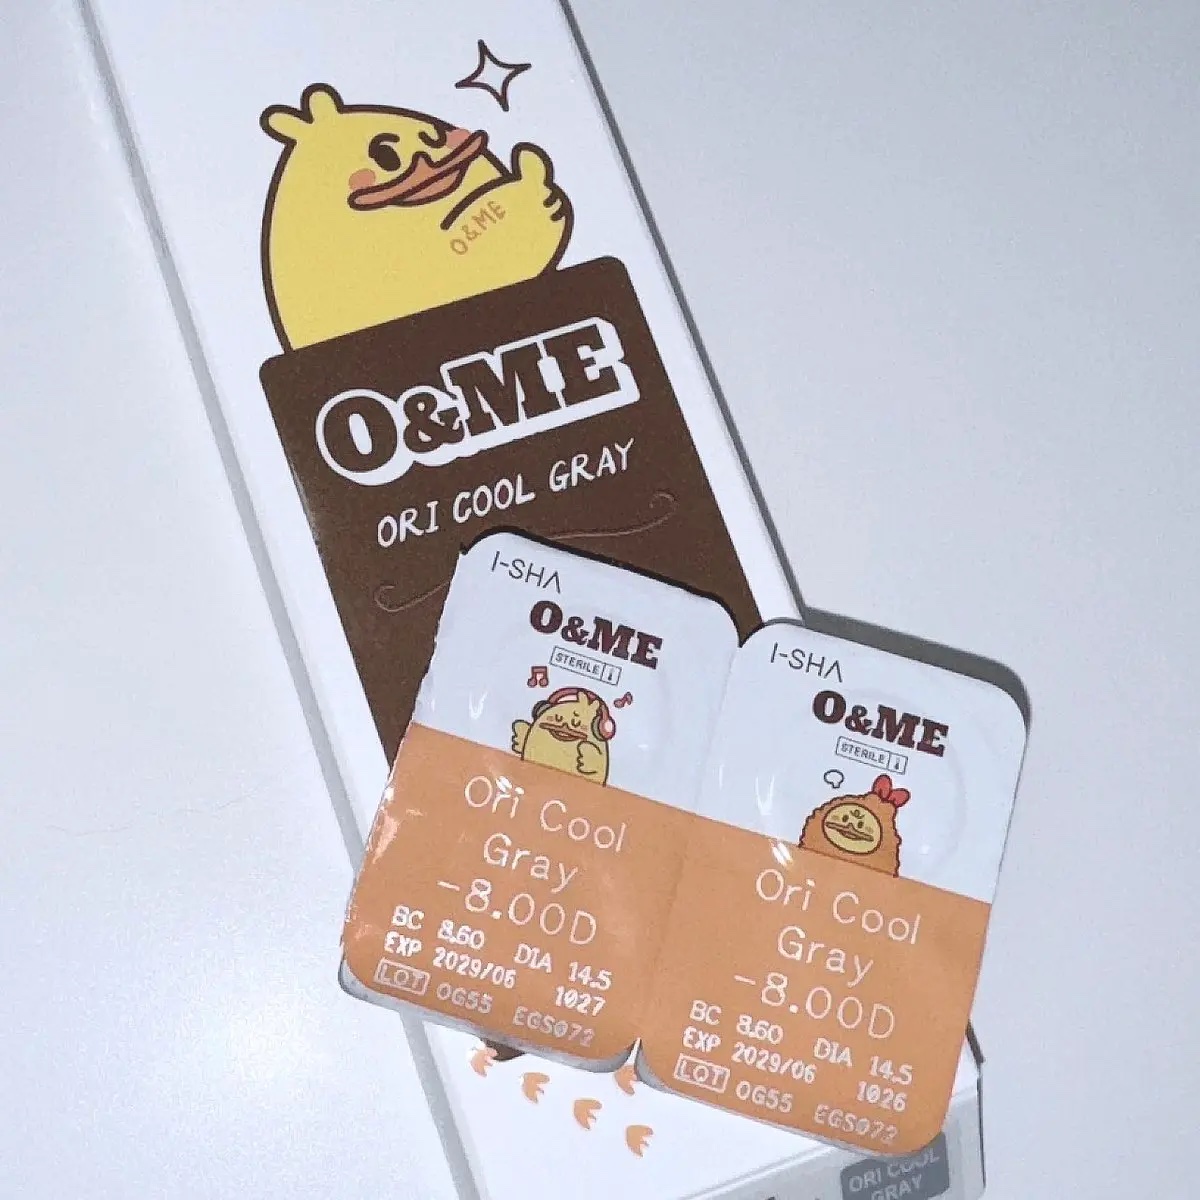 O&ME
O&ME
ORI COOL GRAY
I-SHA
O&ME
STERILE
Ori Cool
Gray
-8.00D
BC 8.60 DIA 14.5
EXP 2029/06 1027
LOT OG55 EGS072
I-SHA
O&ME
STERILE
Ori Cool
Gray
-8.00D
BC 8.60 DIA 14.5
EXP 2029/06 1026
LOT OG55 EGS072
ORI COOL
GRAY